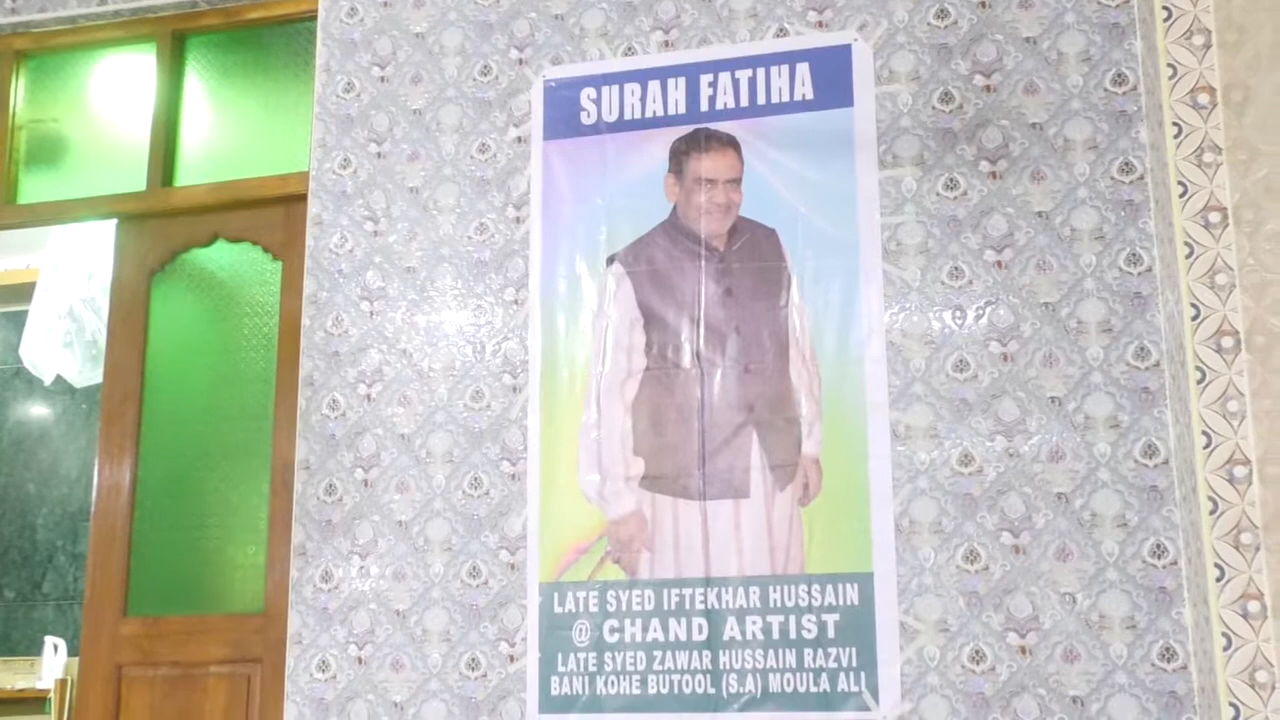 SURAH FATIHA
LATE SYED IFTEKHAR HUSSAIN
@ CHAND ARTIST
LATE SYED ZAWAR HUSSAIN RAZVI
BANI KOHE BUTOOL (S.A) MOULA ALI